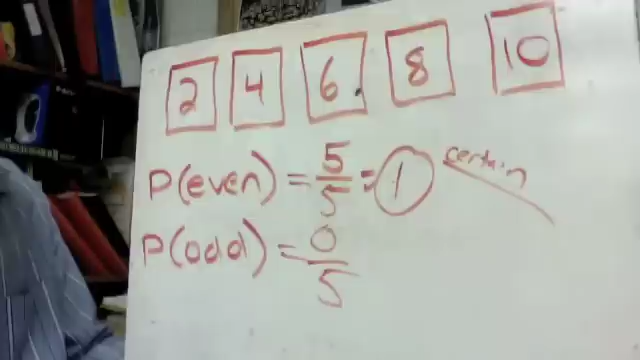 2 4 6 8 10
P(even) = 5/5 = 1 certain
P(odd) = 0/5